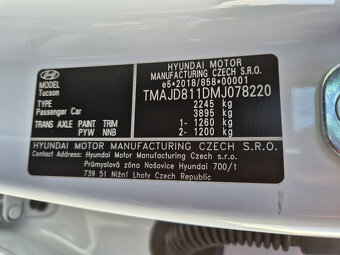 HYUNDAI MOTOR
MANUFACTURING CZECH S.R.O.
e5*2018/858*00001
TMAJD811DMJ078220
2245 kg
3895 kg
1- 1260 kg
2- 1200 kg
HYUNDAI
MODEL
Tucson
TYPE
Passenger Car
TRANS AXLE PAINT TRIM
PYW NNB
HYUNDAI MOTOR MANUFACTURING CZECH S.R.O.
Contact Address: Hyundai Motor Manufacturing Czech s.r.o.
Průmyslová zóna Nošovice Hyundai 700/1
739 51 Nižní Lhoty Czech Republic